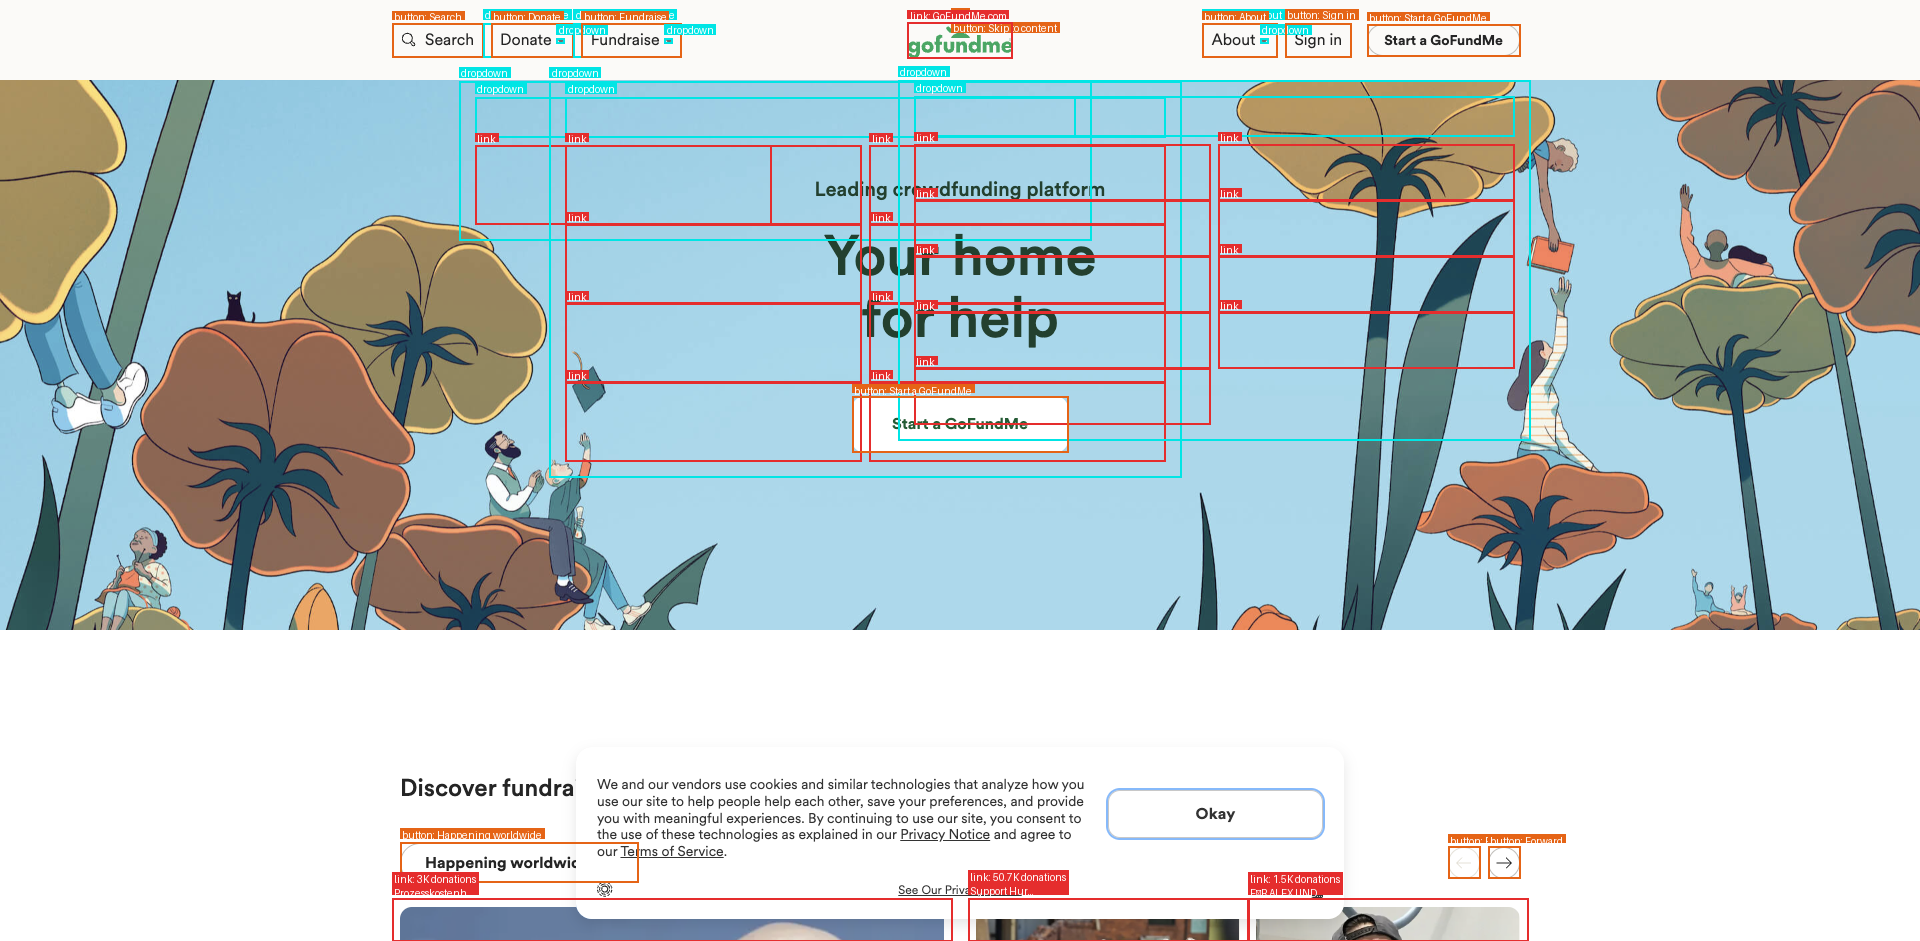 button: Search
button: Donate
dropdown
button: Fundraise
dropdown
link: GoFundMe.com
button: Skip to content
button: About
dropdown
button: Sign in
button: Start a GoFundMe
Search
Donate
Fundraise
gofundme
About
Sign in
Start a GoFundMe
dropdown
dropdown
dropdown
dropdown
dropdown
dropdown
link
link
link
link
link
Leading crowdfunding platform
link
link
link
link
Your home
link
link
link
link
for help
link
link
link
link
link
button: Start a GoFundMe
Start a GoFundMe
We and our vendors use cookies and similar technologies that analyze how you
use our site to help people help each other, save your preferences, and provide
you with meaningful experiences. By continuing to use our site, you consent to
the use of these technologies as explained in our Privacy Notice and agree to
our Terms of Service.
Okay
Discover fundra
button: Happening worldwide
Happening worldwid
button: Forward
See Our Priva
link: 3K donations
Prozesskostenh
link: 50.7K donations
Support Hur...
link: 1.5K donations